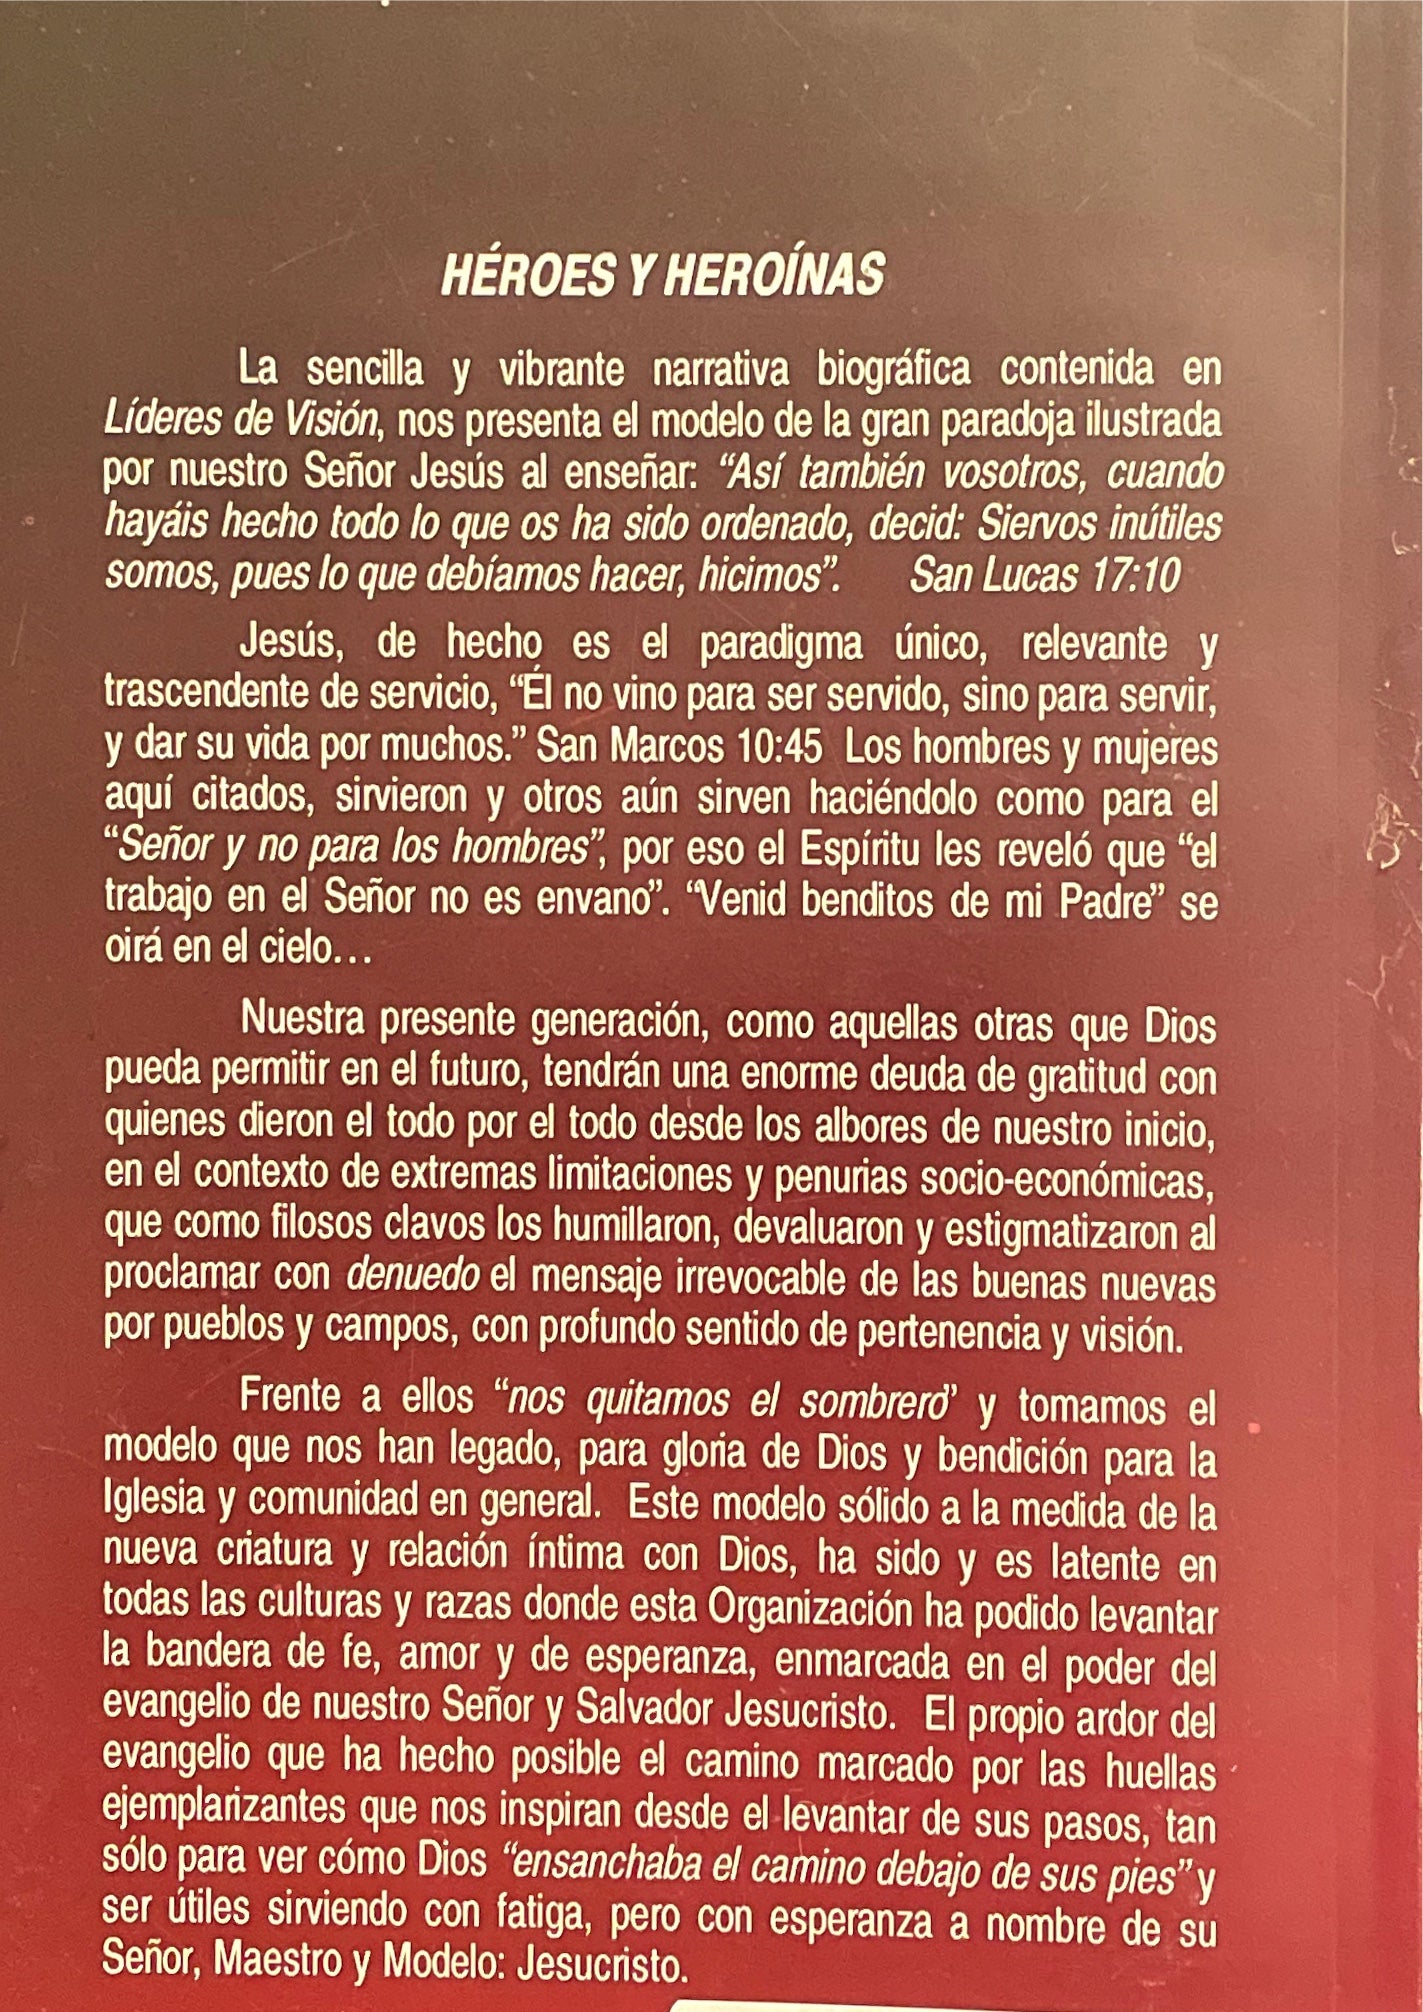 HÉROES Y HEROÍNAS
La sencilla y vibrante narrativa biográfica contenida en
Líderes de Visión, nos presenta el modelo de la gran paradoja ilustrada
por nuestro Señor Jesús al enseñar: “Así también vosotros, cuando
hayáis hecho todo lo que os ha sido ordenado, decid: Siervos inútiles
somos, pues lo que debíamos hacer, hicimos”. San Lucas 17:10
Jesús, de hecho es el paradigma único, relevante y
trascendente de servicio, “Él no vino para ser servido, sino para servir,
y dar su vida por muchos.” San Marcos 10:45 Los hombres y mujeres
aquí citados, sirvieron y otros aún sirven haciéndolo como para el
“Señor y no para los hombres”, por eso el Espíritu les reveló que “el
trabajo en el Señor no es envano”. “Venid benditos de mi Padre” se
oirá en el cielo...
Nuestra presente generación, como aquellas otras que Dios
pueda permitir en el futuro, tendrán una enorme deuda de gratitud con
quienes dieron el todo por el todo desde los albores de nuestro inicio,
en el contexto de extremas limitaciones y penurias socio-económicas,
que como filosos clavos los humillaron, devaluaron y estigmatizaron al
proclamar con denuedo el mensaje irrevocable de las buenas nuevas
por pueblos y campos, con profundo sentido de pertenencia y visión.
Frente a ellos “nos quitamos el sombrero” y tomamos el
modelo que nos han legado, para gloria de Dios y bendición para la
Iglesia y comunidad en general. Este modelo sólido a la medida de la
nueva criatura y relación íntima con Dios, ha sido y es latente en
todas las culturas y razas donde esta Organización ha podido levantar
la bandera de fe, amor y de esperanza, enmarcada en el poder del
evangelio de nuestro Señor y Salvador Jesucristo. El propio ardor del
evangelio que ha hecho posible el camino marcado por las huellas
ejemplarizantes que nos inspiran desde el levantar de sus pasos, tan
sólo para ver cómo Dios “ensanchaba el camino debajo de sus pies” y
ser útiles sirviendo con fatiga, pero con esperanza a nombre de su
Señor, Maestro y Modelo: Jesucristo.